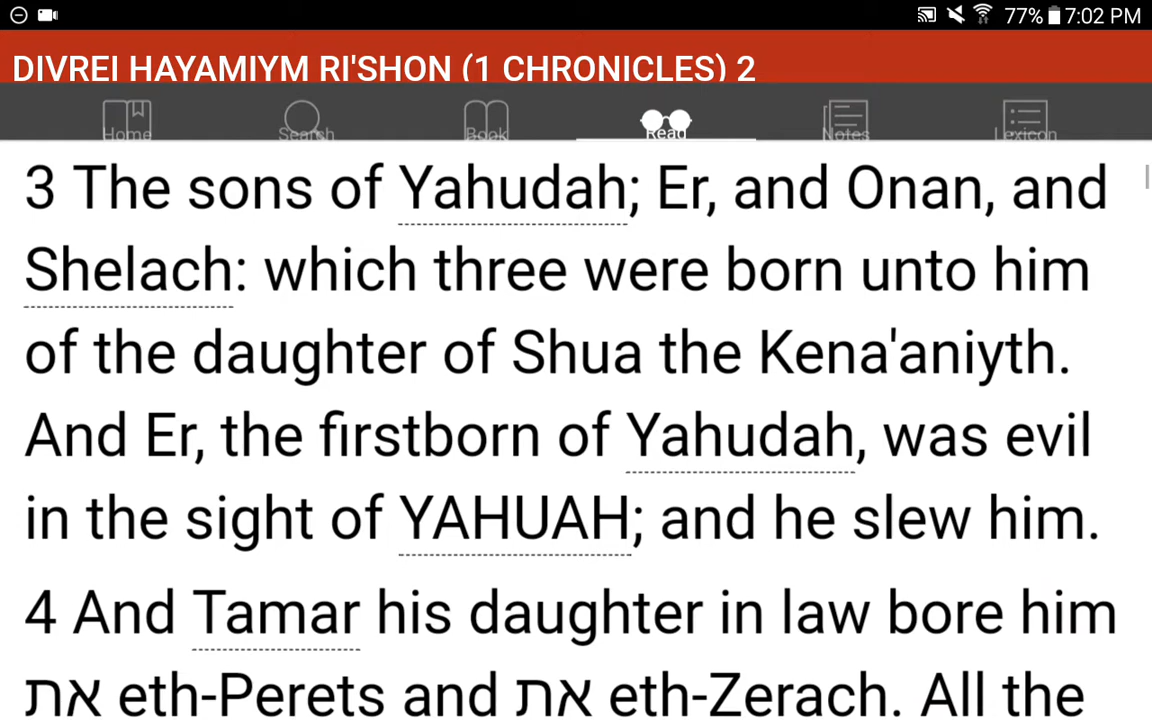 77% 7:02 PM
DIVREI HAYAMIYM RI'SHON (1 CHRONICLES) 2
Home Search Book Read Notes Lexicon
3 The sons of Yahudah; Er, and Onan, and
Shelach: which three were born unto him
of the daughter of Shua the Kena'aniyth.
And Er, the firstborn of Yahudah, was evil
in the sight of YAHUAH; and he slew him.
4 And Tamar his daughter in law bore him
את eth-Perets and את eth-Zerach. All the